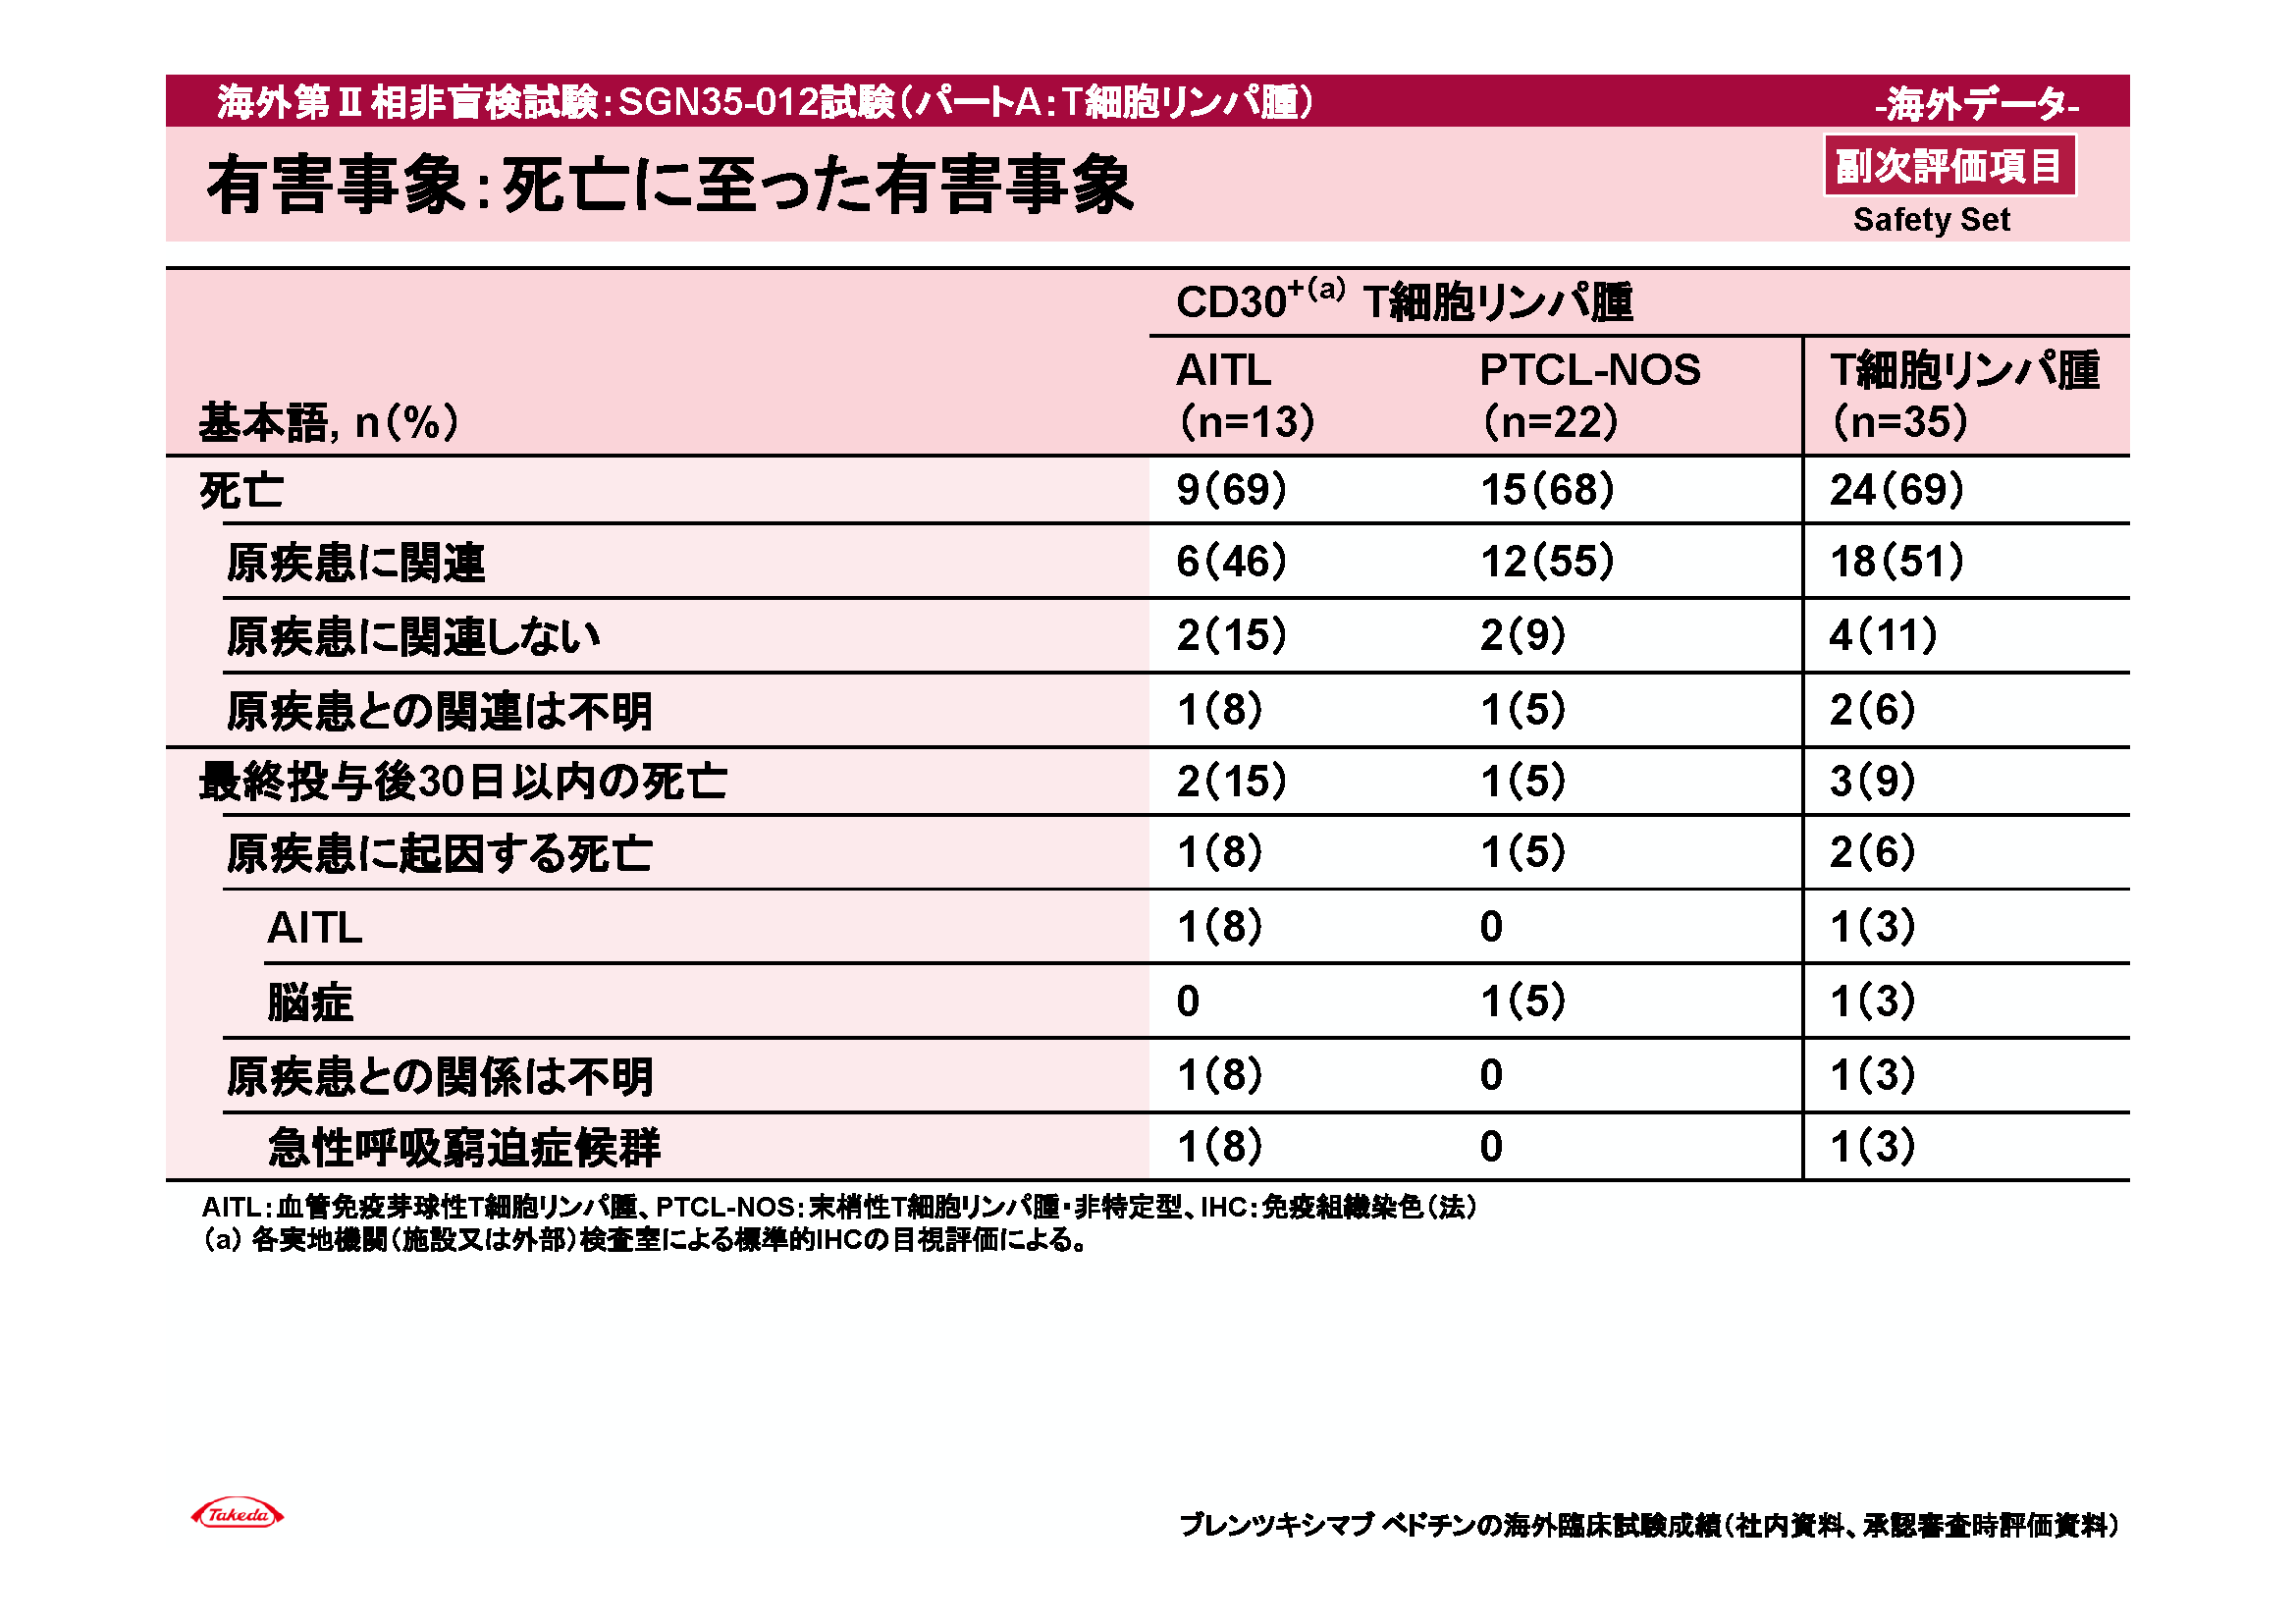 海外第Ⅱ相非盲検試験：SGN35-012試験（パートA：T細胞リンパ腫） -海外データ-
有害事象：死亡に至った有害事象 副次評価項目
Safety Set
CD30+（a） T細胞リンパ腫
AITL PTCL-NOS T細胞リンパ腫
基本語, n（%） （n=13） （n=22） （n=35）
死亡 9（69） 15（68） 24（69）
原疾患に関連 6（46） 12（55） 18（51）
原疾患に関連しない 2（15） 2（9） 4（11）
原疾患との関連は不明 1（8） 1（5） 2（6）
最終投与後30日以内の死亡 2（15） 1（5） 3（9）
原疾患に起因する死亡 1（8） 1（5） 2（6）
AITL 1（8） 0 1（3）
脳症 0 1（5） 1（3）
原疾患との関係は不明 1（8） 0 1（3）
急性呼吸窮迫症候群 1（8） 0 1（3）
AITL：血管免疫芽球性T細胞リンパ腫、PTCL-NOS：末梢性T細胞リンパ腫・非特定型、IHC：免疫組織染色（法）
（a） 各実地機関（施設又は外部）検査室による標準的IHCの目視評価による。
Takeda
ブレンツキシマブ ベドチンの海外臨床試験成績（社内資料、承認審査時評価資料）